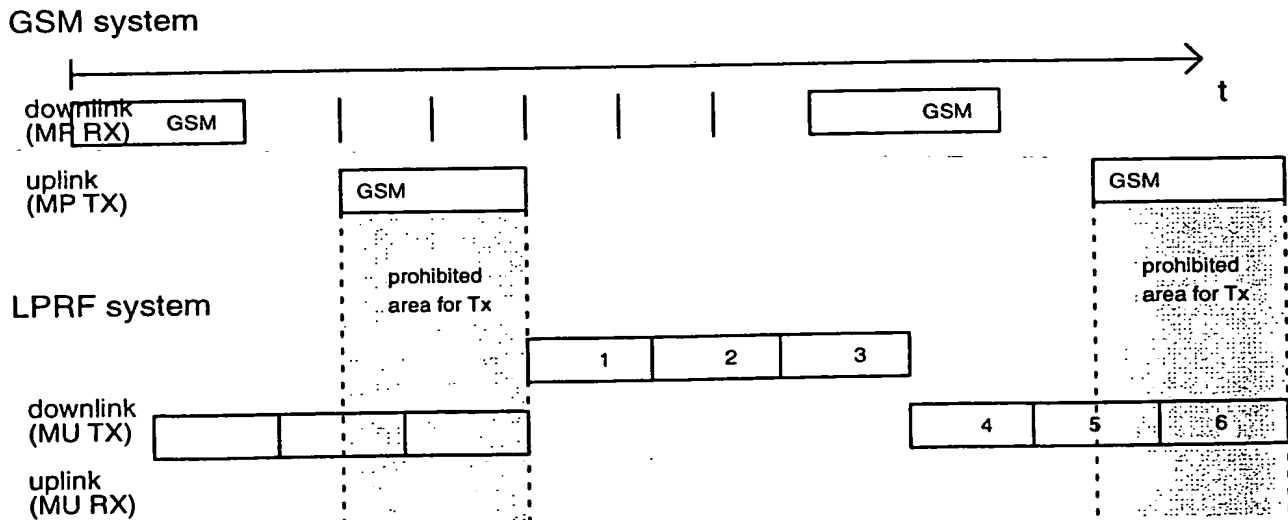 GSM system
t
downlink
(MP RX)
GSM
GSM
uplink
(MP TX)
GSM
GSM
prohibited
area for Tx
prohibited
area for Tx
LPRF system
1 2 3
downlink
(MU TX)
4 5 6
uplink
(MU RX)